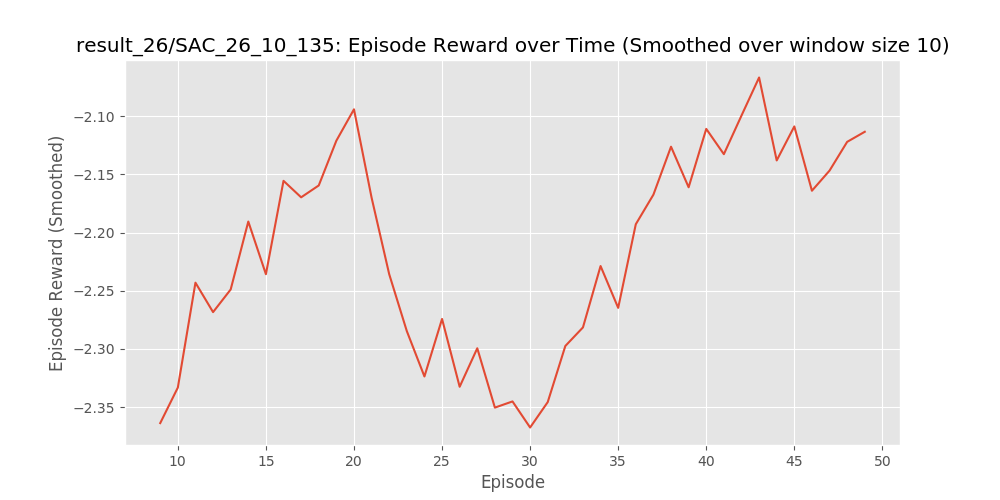 result_26/SAC_26_10_135: Episode Reward over Time (Smoothed over window size 10)
Episode Reward (Smoothed)
−2.10
−2.15
−2.20
−2.25
−2.30
−2.35
10 15 20 25 30 35 40 45 50
Episode